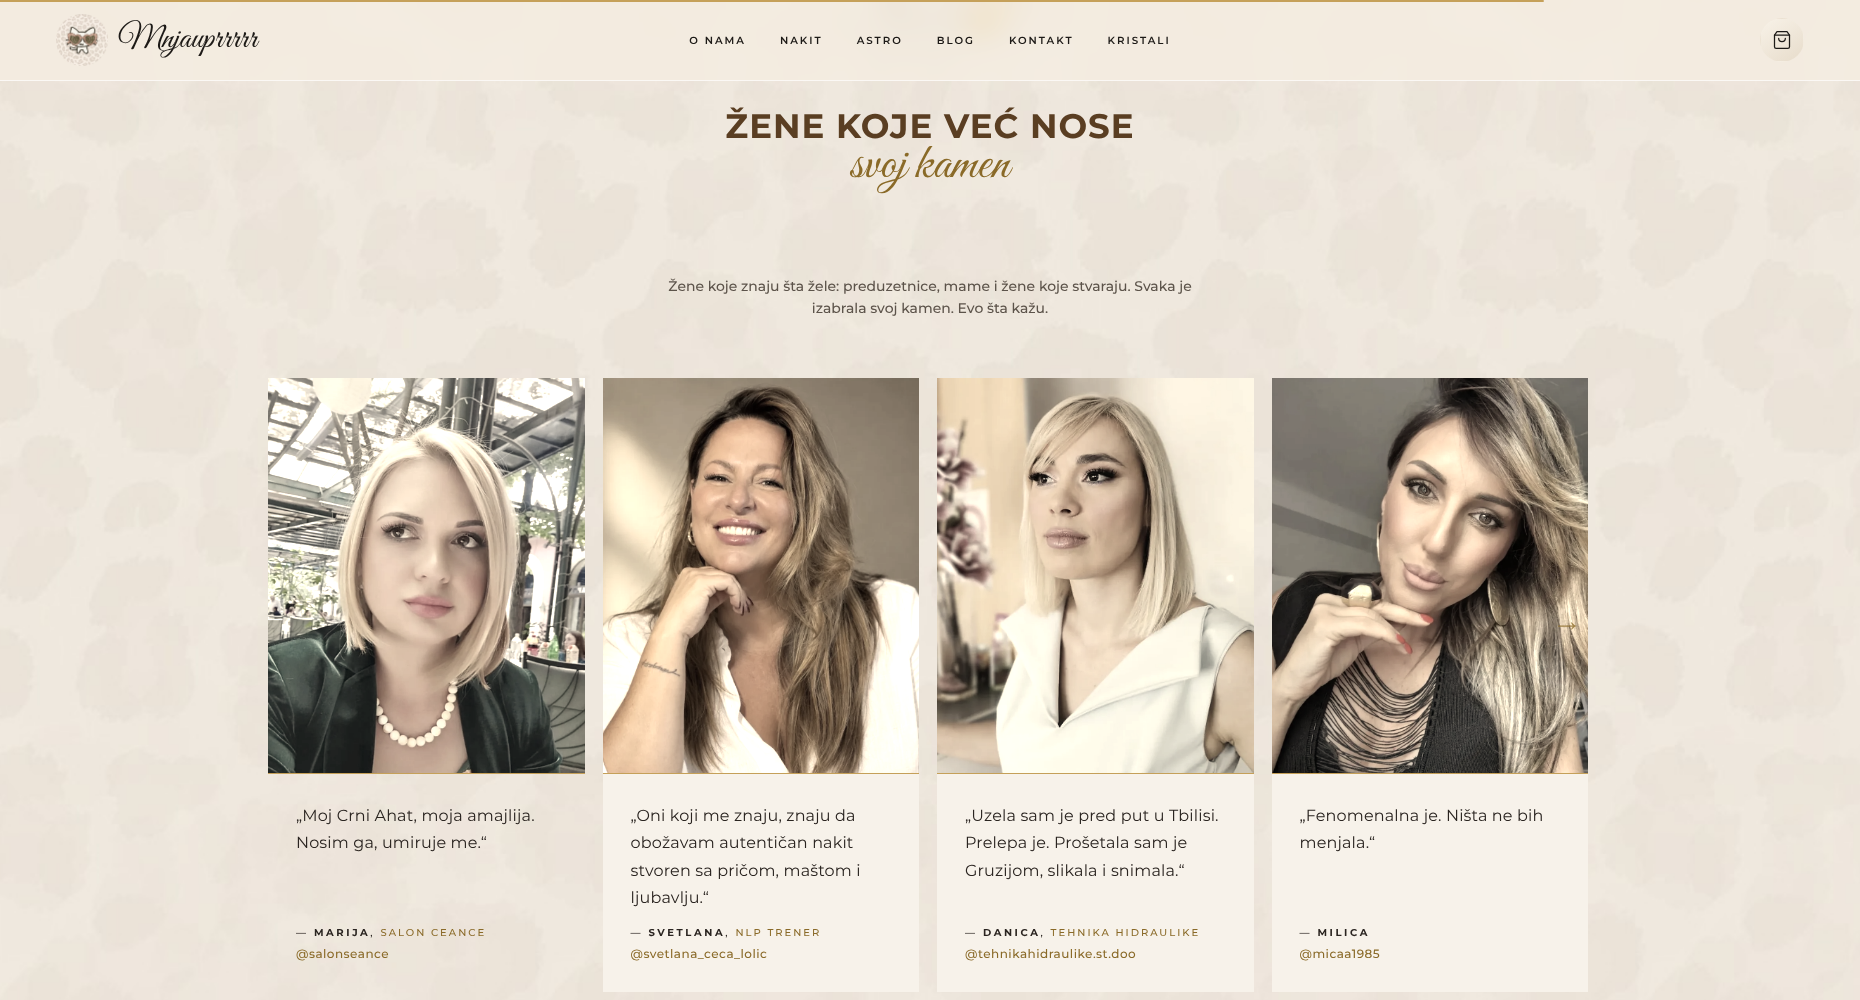 Mnjauprrrrr
O NAMA NAKIT ASTRO BLOG KONTAKT KRISTALI
ŽENE KOJE VEĆ NOSE
svoj kamen
Žene koje znaju šta žele: preduzetnice, mame i žene koje stvaraju. Svaka je
izabrala svoj kamen. Evo šta kažu.
„Moj Crni Ahat, moja amajlija.
Nosim ga, umiruje me.“
— MARIJA, SALON CEANCE
@salonseance
„Oni koji me znaju, znaju da
obožavam autentičan nakit
stvoren sa pričom, maštom i
ljubavlju.“
— SVETLANA, NLP TRENER
@svetlana_ceca_lolic
„Uzela sam je pred put u Tbilisi.
Prelepa je. Prošetala sam je
Gruzijom, slikala i snimala.“
— DANICA, TEHNIKA HIDRAULIKE
@tehnikahidraulike.st.doo
„Fenomenalna je. Ništa ne bih
menjala.“
— MILICA
@micaa1985